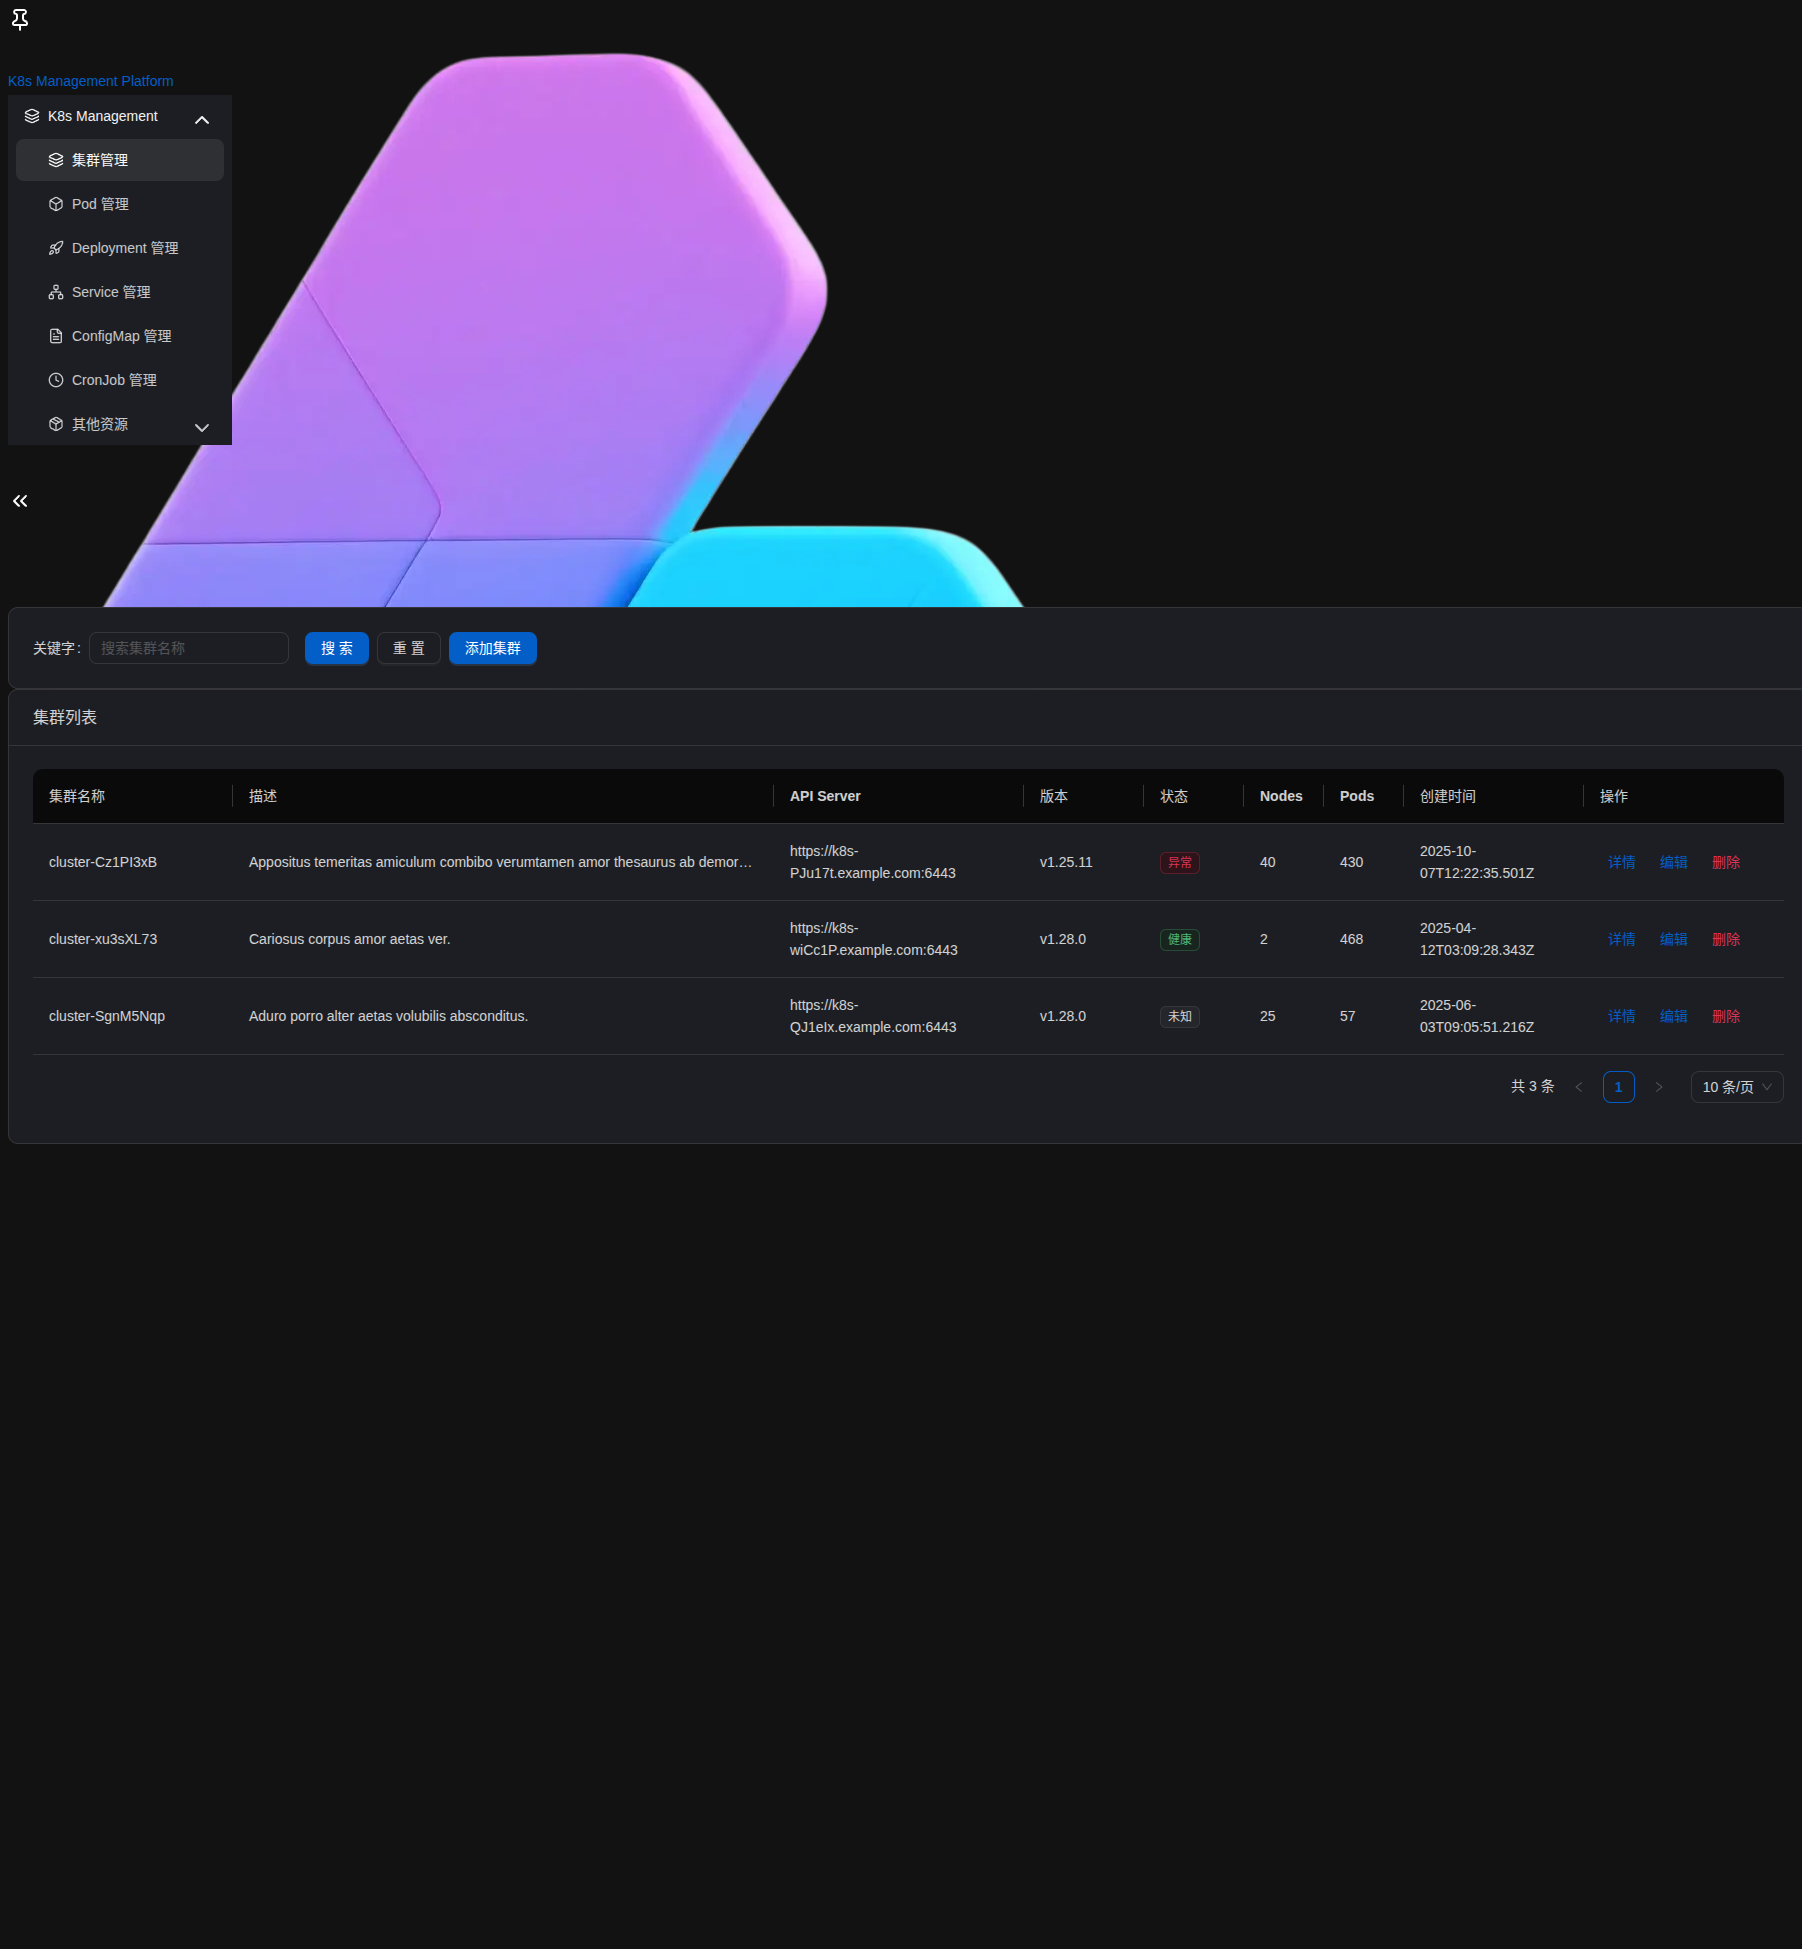 K8s Management Platform
K8s Management
集群管理
Pod 管理
Deployment 管理
Service 管理
ConfigMap 管理
CronJob 管理
其他资源
关键字: 搜索集群名称 搜 索 重 置 添加集群
集群列表
集群名称 描述 API Server 版本 状态 Nodes Pods 创建时间 操作
cluster-Cz1PI3xB Appositus temeritas amiculum combibo verumtamen amor thesaurus ab demor… https://k8s-PJu17t.example.com:6443 v1.25.11 异常 40 430 2025-10-07T12:22:35.501Z 详情 编辑 删除
cluster-xu3sXL73 Cariosus corpus amor aetas ver. https://k8s-wiCc1P.example.com:6443 v1.28.0 健康 2 468 2025-04-12T03:09:28.343Z 详情 编辑 删除
cluster-SgnM5Nqp Aduro porro alter aetas volubilis absconditus. https://k8s-QJ1eIx.example.com:6443 v1.28.0 未知 25 57 2025-06-03T09:05:51.216Z 详情 编辑 删除
共 3 条 1 10 条/页